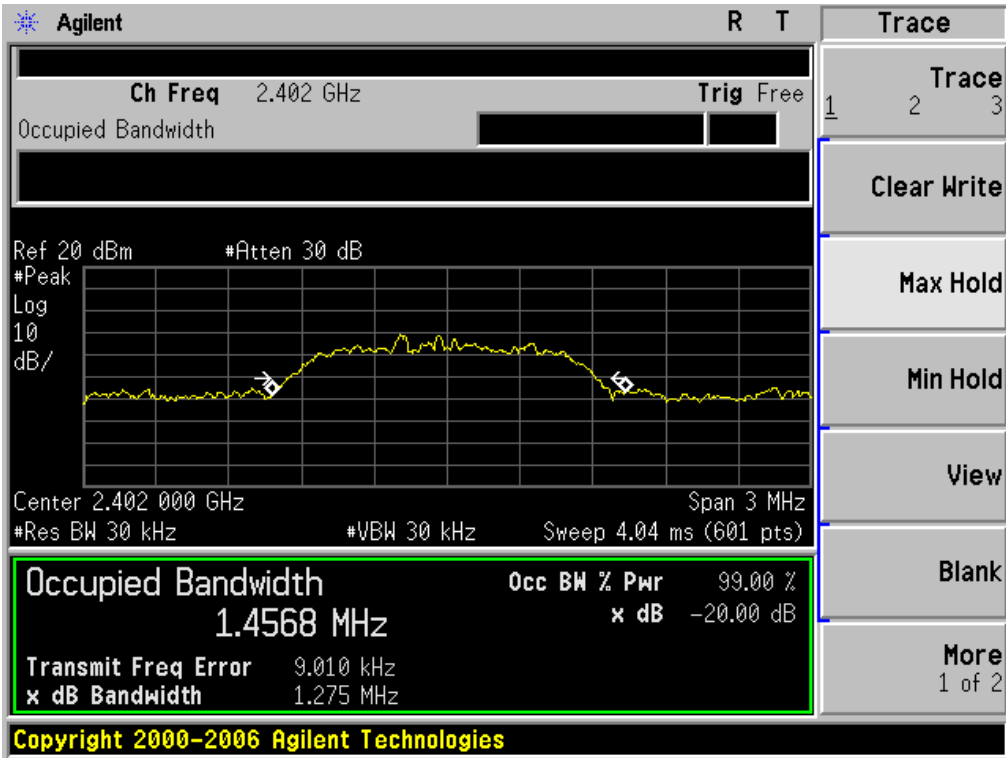 Agilent R T
Trace
Ch Freq 2.402 GHz Trig Free
Occupied Bandwidth
Trace
1 2 3
Clear Write
Max Hold
Min Hold
View
Blank
More
1 of 2
Ref 20 dBm #Atten 30 dB
#Peak
Log
10
dB/
Center 2.402 000 GHz Span 3 MHz
#Res BW 30 kHz #VBW 30 kHz Sweep 4.04 ms (601 pts)
Occupied Bandwidth
1.4568 MHz
Occ BW % Pwr 99.00 %
x dB -20.00 dB
Transmit Freq Error 9.010 kHz
x dB Bandwidth 1.275 MHz
Copyright 2000-2006 Agilent Technologies